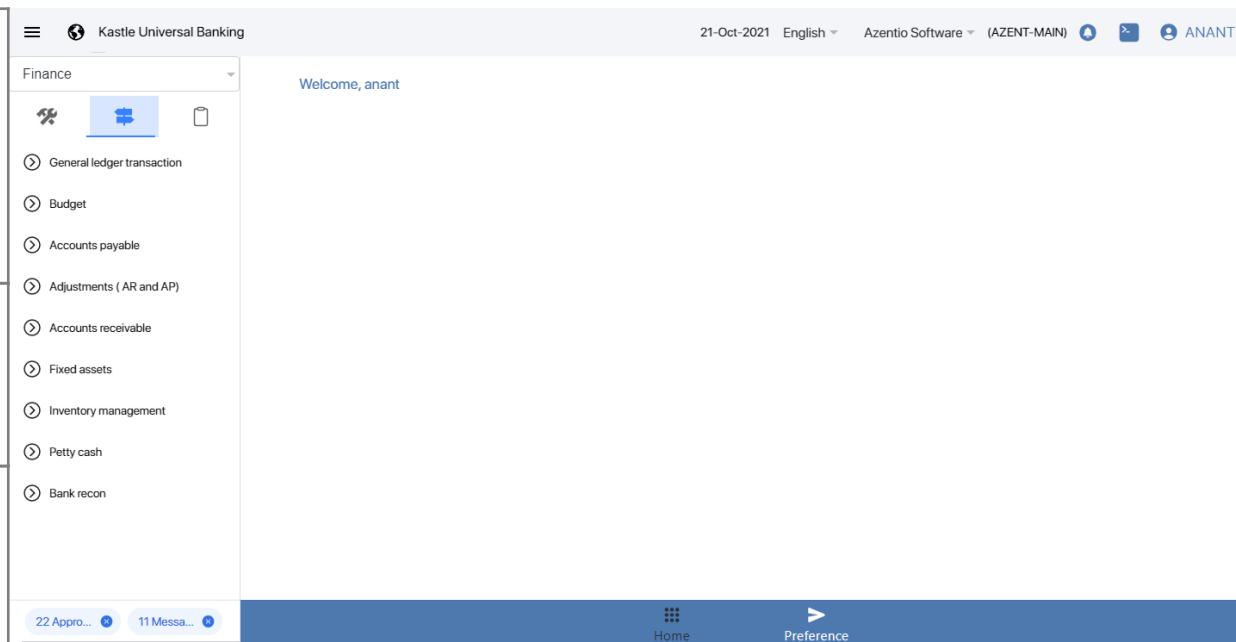 Kastle Universal Banking 21-Oct-2021 English Azentio Software (AZENT-MAIN) ANANT
Finance
Welcome, anant
General ledger transaction
Budget
Accounts payable
Adjustments ( AR and AP)
Accounts receivable
Fixed assets
Inventory management
Petty cash
Bank recon
22 Appro... 11 Messa...
Home Preference